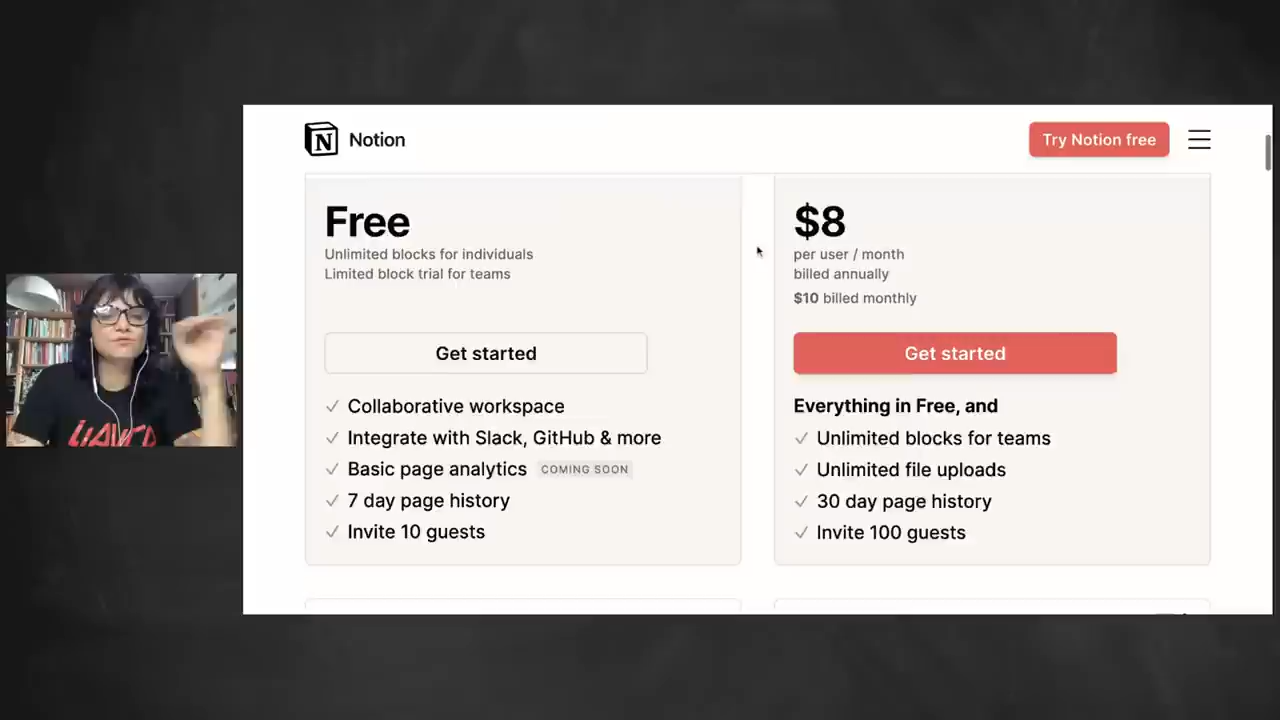 Notion
Try Notion free
Free
Unlimited blocks for individuals
Limited block trial for teams
Get started
✓ Collaborative workspace
✓ Integrate with Slack, GitHub & more
✓ Basic page analytics COMING SOON
✓ 7 day page history
✓ Invite 10 guests
$8
per user / month
billed annually
$10 billed monthly
Get started
Everything in Free, and
✓ Unlimited blocks for teams
✓ Unlimited file uploads
✓ 30 day page history
✓ Invite 100 guests
SLAYER